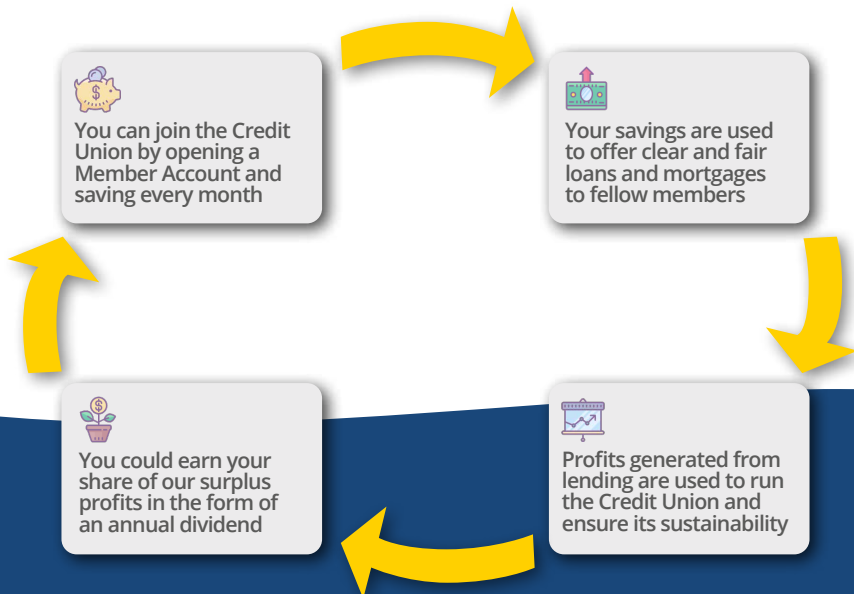 You can join the Credit
Union by opening a
Member Account and
saving every month
Your savings are used
to offer clear and fair
loans and mortgages
to fellow members
Profits generated from
lending are used to run
the Credit Union and
ensure its sustainability
You could earn your
share of our surplus
profits in the form of
an annual dividend